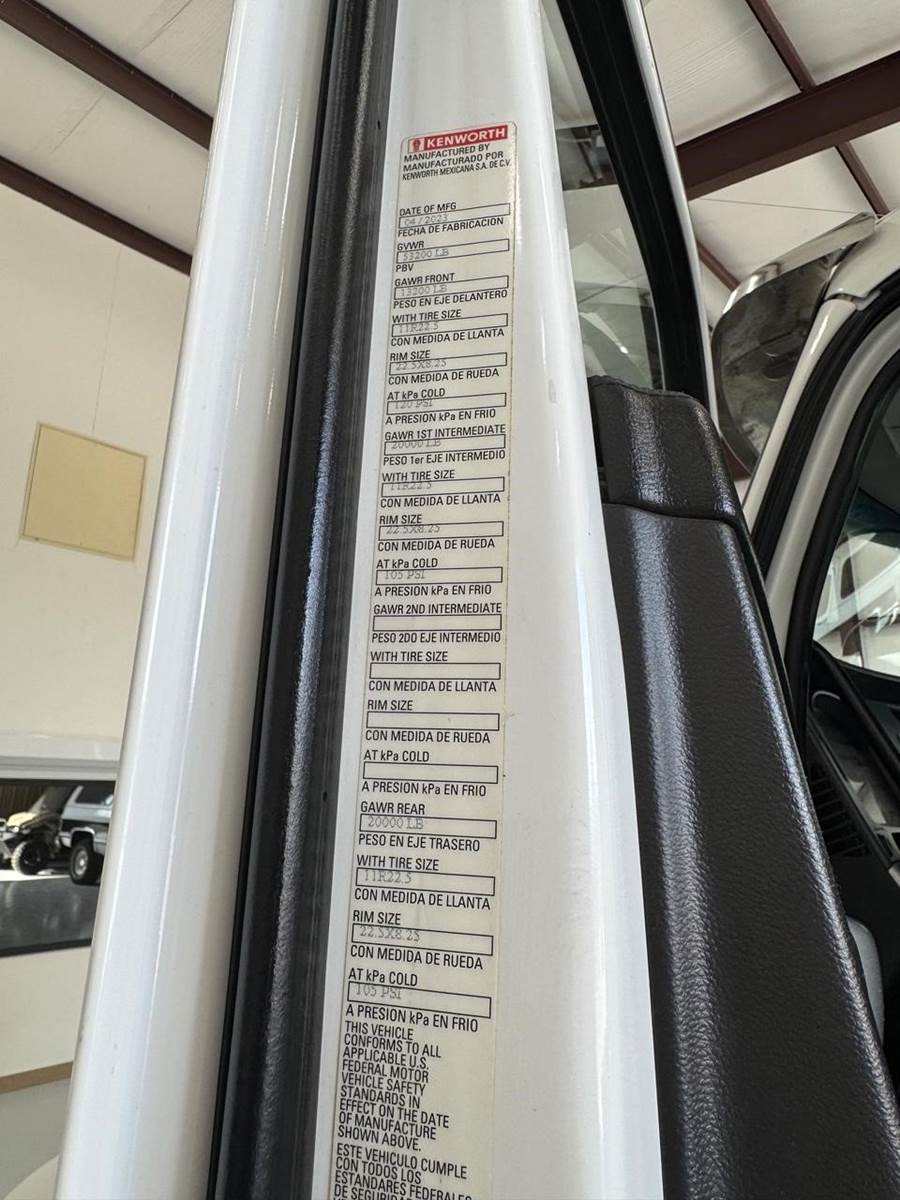 KENWORTH
MANUFACTURED BY
MANUFACTURADO POR
KENWORTH MEXICANA S.A. DE C.V.
DATE OF MFG
04/2023
FECHA DE FABRICACION
GVWR
53200 LB
PBV
GAWR FRONT
13200 LB
PESO EN EJE DELANTERO
WITH TIRE SIZE
11R22.5
CON MEDIDA DE LLANTA
RIM SIZE
22.5X8.25
CON MEDIDA DE RUEDA
AT kPa COLD
120 PSI
A PRESION kPa EN FRIO
GAWR 1ST INTERMEDIATE
20000 LB
PESO 1er EJE INTERMEDIO
WITH TIRE SIZE
11R22.5
CON MEDIDA DE LLANTA
RIM SIZE
22.5X8.25
CON MEDIDA DE RUEDA
AT kPa COLD
105 PSI
A PRESION kPa EN FRIO
GAWR 2ND INTERMEDIATE
PESO 2DO EJE INTERMEDIO
WITH TIRE SIZE
CON MEDIDA DE LLANTA
RIM SIZE
CON MEDIDA DE RUEDA
AT kPa COLD
A PRESION kPa EN FRIO
GAWR REAR
20000 LB
PESO EN EJE TRASERO
WITH TIRE SIZE
11R22.5
CON MEDIDA DE LLANTA
RIM SIZE
22.5X8.25
CON MEDIDA DE RUEDA
AT kPa COLD
105 PSI
A PRESION kPa EN FRIO
THIS VEHICLE
CONFORMS TO ALL
APPLICABLE U.S.
FEDERAL MOTOR
VEHICLE SAFETY
STANDARDS IN
EFFECT ON THE DATE
OF MANUFACTURE
SHOWN ABOVE.
ESTE VEHICULO CUMPLE
CON TODOS LOS
ESTANDARES FEDERALES